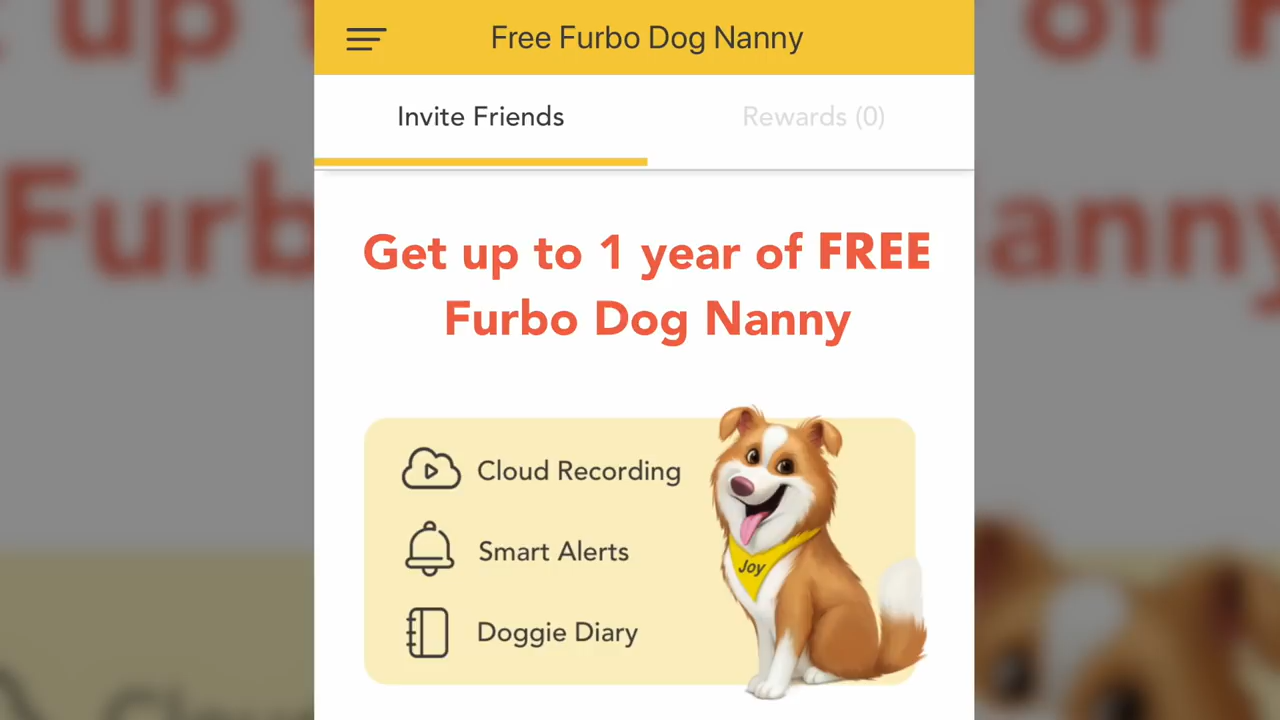 Free Furbo Dog Nanny
Invite Friends
Rewards (0)
Get up to 1 year of FREE
Furbo Dog Nanny
Cloud Recording
Smart Alerts
Joy
Doggie Diary